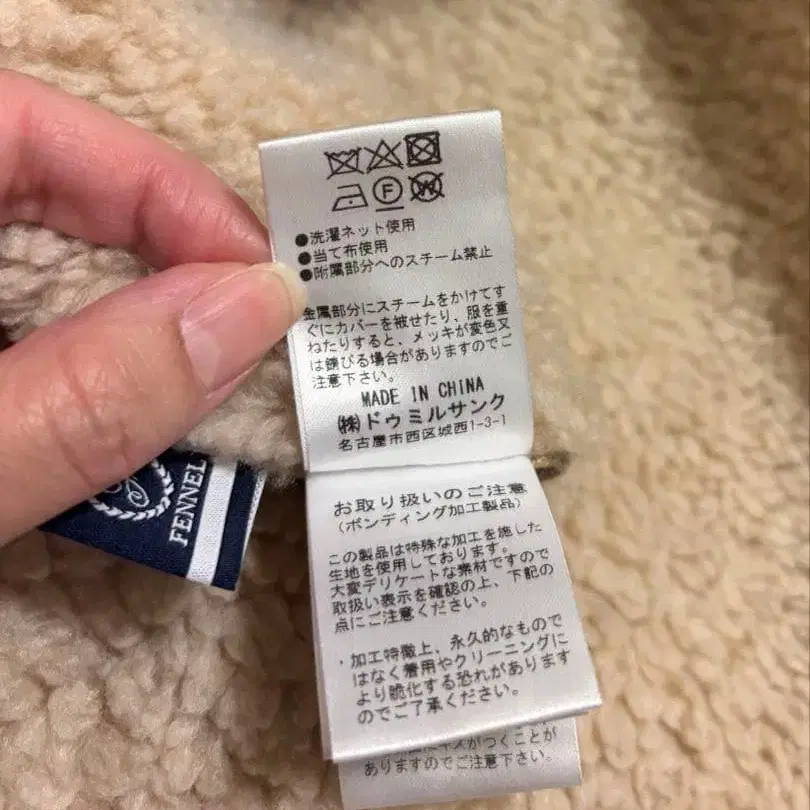 F
W
●洗濯ネット使用
●当て布使用
●附属部分へのスチーム禁止
金属部分にスチームをかけてす
ぐにカバーを被せたり、服を重
ねたりすると、メッキが変色又
は錆びる場合がありますのでご
注意下さい。
MADE IN CHINA
㈱ドゥミルサンク
名古屋市西区城西1-3-1
お取り扱いのご注意
(ボンディング加工製品)
この製品は特殊な加工を施した
生地を使用しております。
大変デリケートな素材ですので
取扱い表示を確認の上、下記の
点にご注意ください。
・加工特徴上、永久的なもので
はなく着用やクリーニングに
より脆化する恐れがあります
のでご了承ください。
キズがつくことが
ありますのでご注意下さい。
FENNEL